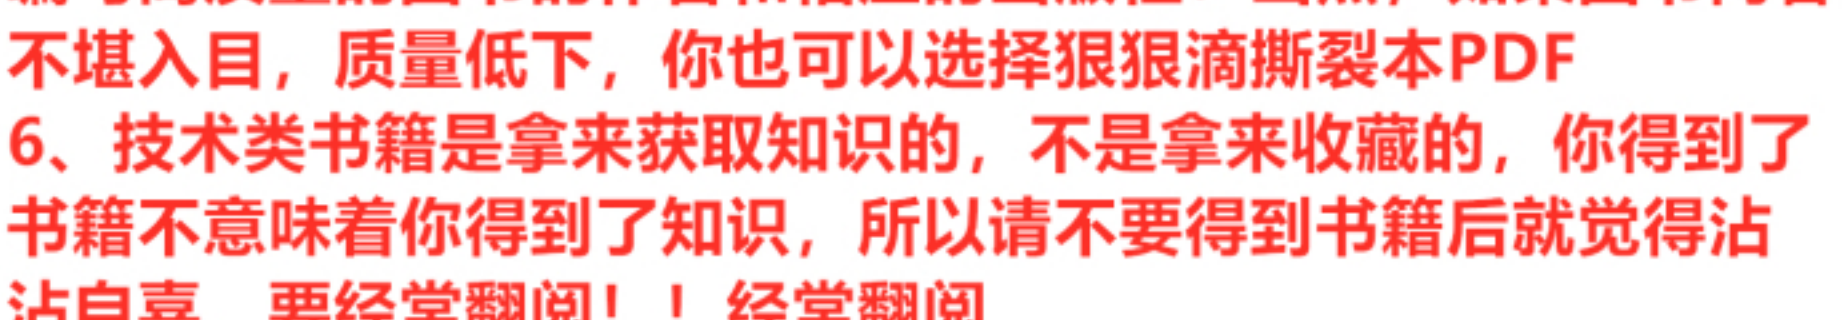 不堪入目，质量低下，你也可以选择狠狠滴撕裂本PDF
6、技术类书籍是拿来获取知识的，不是拿来收藏的，你得到了
书籍不意味着你得到了知识，所以请不要得到书籍后就觉得沾
沾自喜，要经常翻阅！！经常翻阅